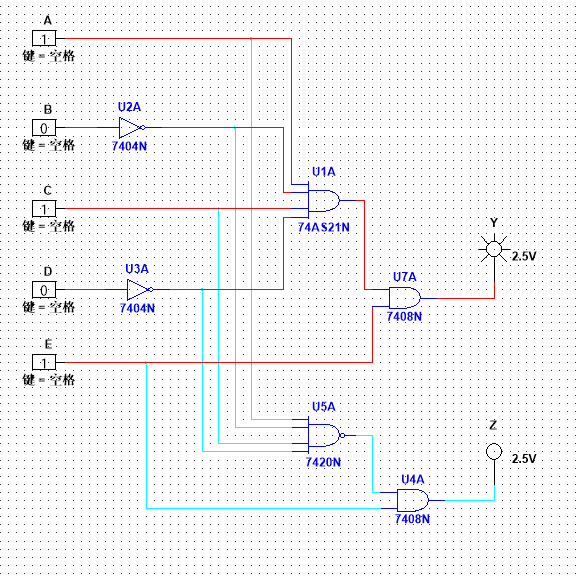 A
1
键 = 空格
B
U2A
0
7404N
键 = 空格
U1A
C
1
74AS21N
键 = 空格
Y
2.5V
D
U3A
U7A
0
7404N
7408N
键 = 空格
E
1
键 = 空格
U5A
Z
7420N
2.5V
U4A
7408N